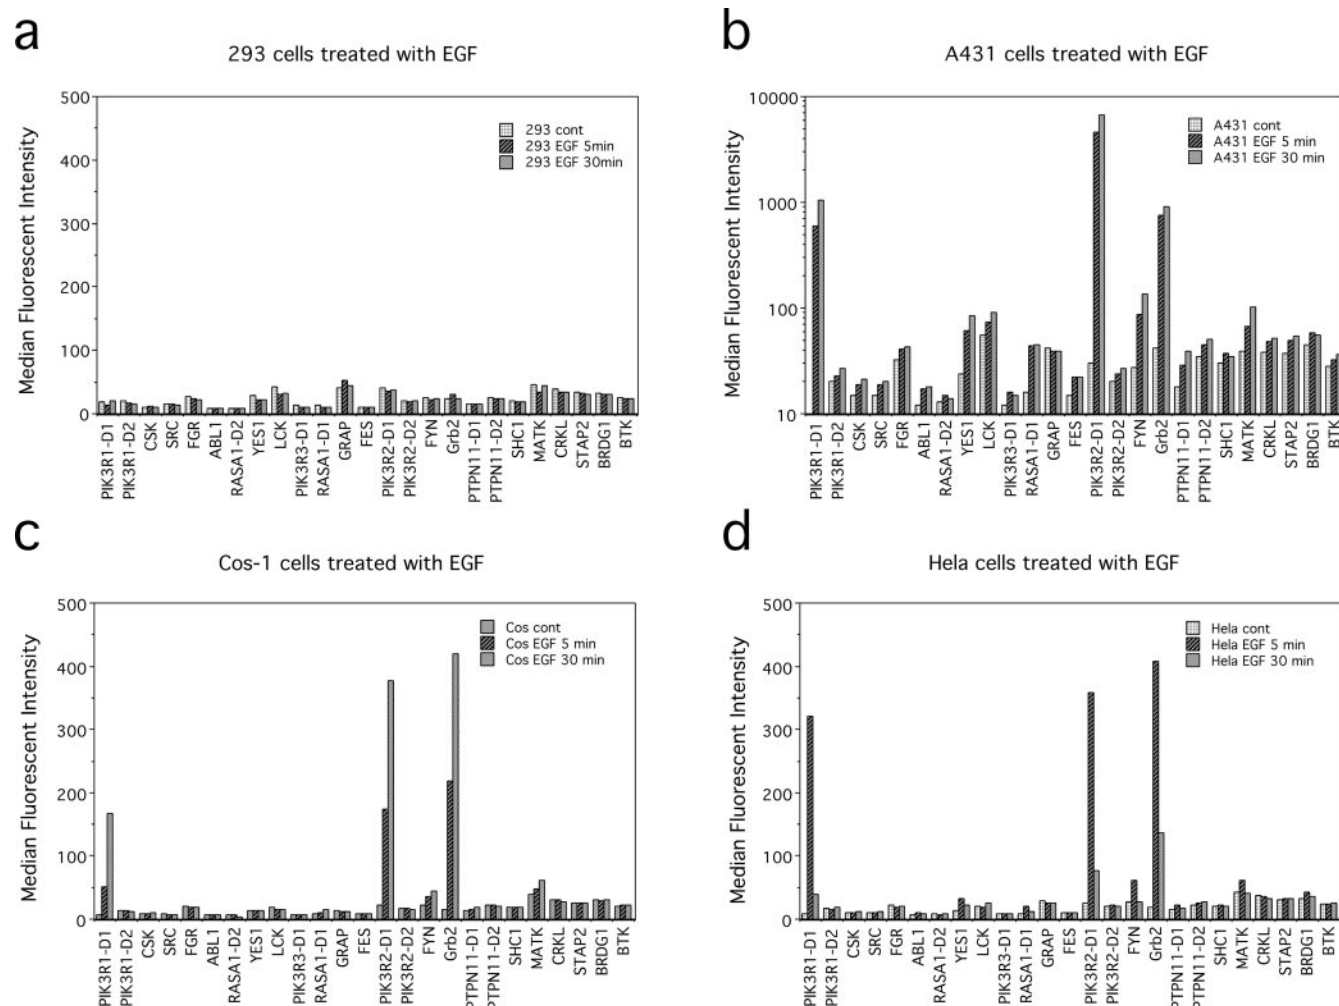 a
293 cells treated with EGF
Median Fluorescent Intensity
500
400
300
200
100
0
293 cont
293 EGF 5min
293 EGF 30min
PIK3R1-D1
PIK3R1-D2
CSK
SRC
FGR
ABL1
RASA1-D2
YES1
LCK
PIK3R3-D1
RASA1-D1
GRAP
FES
PIK3R2-D1
PIK3R2-D2
FYN
Grb2
PTPN11-D1
PTPN11-D2
SHC1
MATK
CRKL
STAP2
BRDG1
BTK
b
A431 cells treated with EGF
Median Fluorescent Intensity
10000
1000
100
10
A431 cont
A431 EGF 5 min
A431 EGF 30 min
PIK3R1-D1
PIK3R1-D2
CSK
SRC
FGR
ABL1
RASA1-D2
YES1
LCK
PIK3R3-D1
RASA1-D1
GRAP
FES
PIK3R2-D1
PIK3R2-D2
FYN
Grb2
PTPN11-D1
PTPN11-D2
SHC1
MATK
CRKL
STAP2
BRDG1
BTK
c
Cos-1 cells treated with EGF
Median Fluorescent Intensity
500
400
300
200
100
0
Cos cont
Cos EGF 5 min
Cos EGF 30 min
PIK3R1-D1
PIK3R1-D2
CSK
SRC
FGR
ABL1
RASA1-D2
YES1
LCK
PIK3R3-D1
RASA1-D1
GRAP
FES
PIK3R2-D1
PIK3R2-D2
FYN
Grb2
PTPN11-D1
PTPN11-D2
SHC1
MATK
CRKL
STAP2
BRDG1
BTK
d
Hela cells treated with EGF
Median Fluorescent Intensity
500
400
300
200
100
0
Hela cont
Hela EGF 5 min
Hela EGF 30 min
PIK3R1-D1
PIK3R1-D2
CSK
SRC
FGR
ABL1
RASA1-D2
YES1
LCK
PIK3R3-D1
RASA1-D1
GRAP
FES
PIK3R2-D1
PIK3R2-D2
FYN
Grb2
PTPN11-D1
PTPN11-D2
SHC1
MATK
CRKL
STAP2
BRDG1
BTK